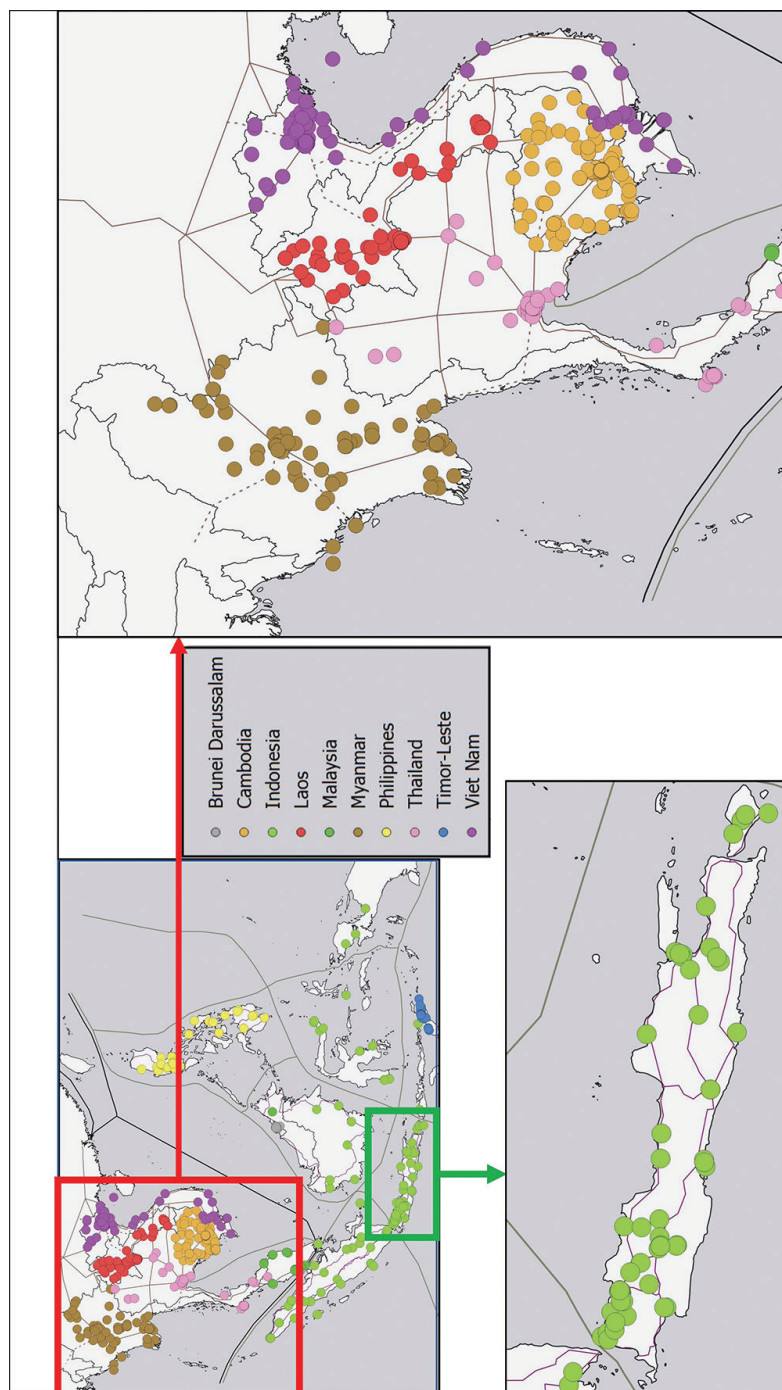 Brunei Darussalam
Cambodia
Indonesia
Laos
Malaysia
Myanmar
Philippines
Thailand
Timor-Leste
Viet Nam